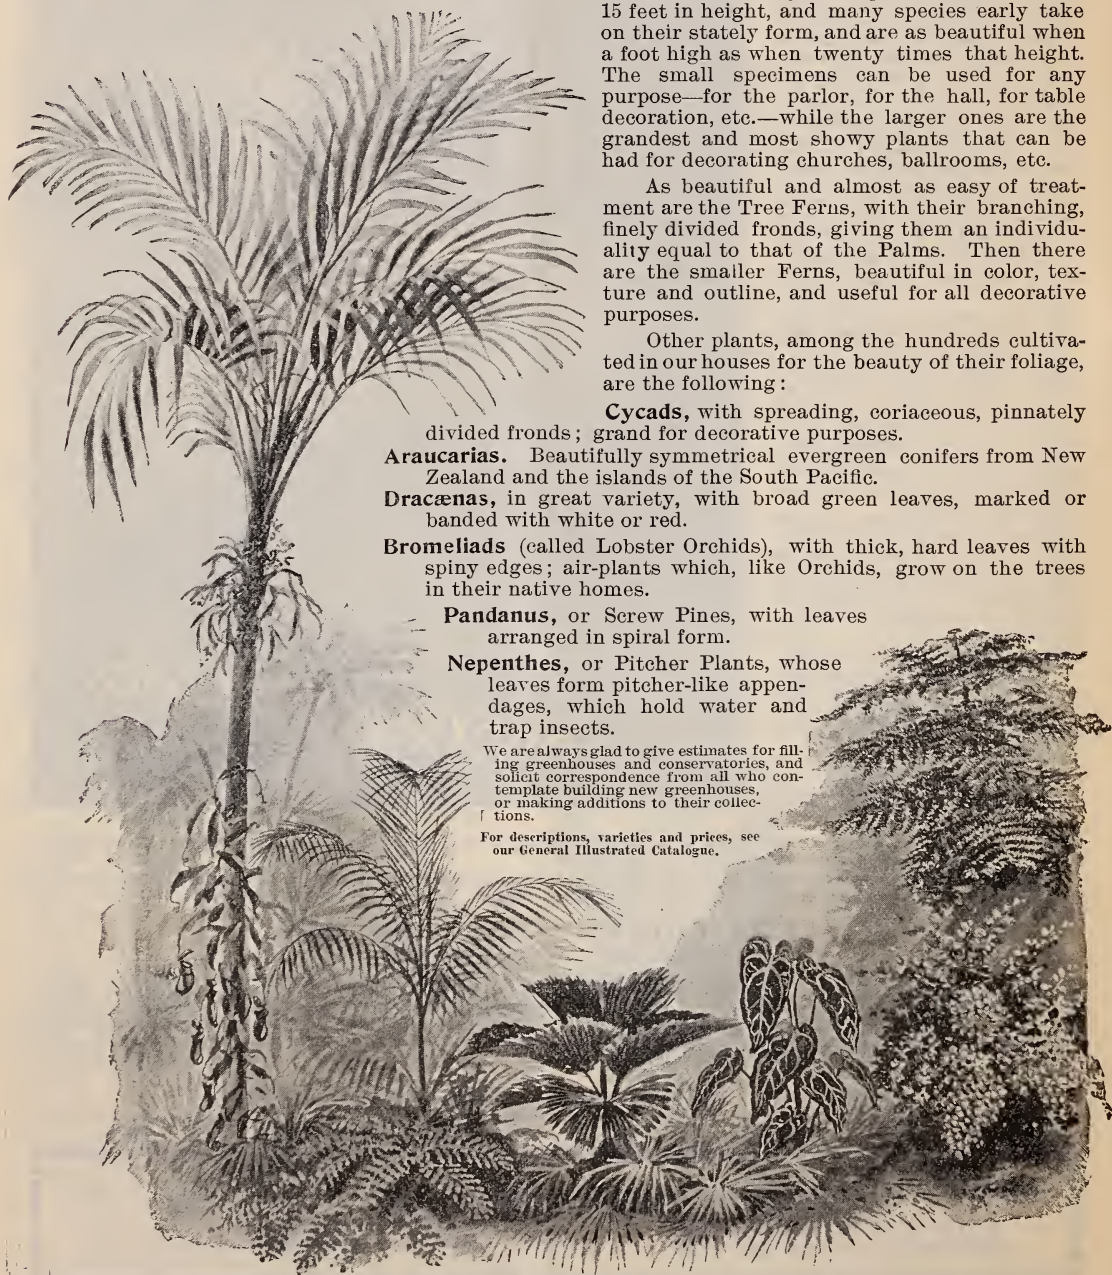 15 feet in height, and many species early take
on their stately form, and are as beautiful when
a foot high as when twenty times that height.
The small specimens can be used for any
purpose—for the parlor, for the hall, for table
decoration, etc.—while the larger ones are the
grandest and most showy plants that can be
had for decorating churches, ballrooms, etc.
As beautiful and almost as easy of treat-
ment are the Tree Ferns, with their branching,
finely divided fronds, giving them an individu-
ality equal to that of the Palms. Then there
are the smaller Ferns, beautiful in color, tex-
ture and outline, and useful for all decorative
purposes.
Other plants, among the hundreds cultiva-
ted in our houses for the beauty of their foliage,
are the following:
Cycads, with spreading, coriaceous, pinnately
divided fronds; grand for decorative purposes.
Araucarias. Beautifully symmetrical evergreen conifers from New
Zealand and the islands of the South Pacific.
Dracænas, in great variety, with broad green leaves, marked or
banded with white or red.
Bromeliads (called Lobster Orchids), with thick, hard leaves with
spiny edges; air-plants which, like Orchids, grow on the trees
in their native homes.
Pandanus, or Screw Pines, with leaves
arranged in spiral form.
Nepenthes, or Pitcher Plants, whose
leaves form pitcher-like appen-
dages, which hold water and
trap insects.
We are always glad to give estimates for fill-
ing greenhouses and conservatories, and
solicit correspondence from all who con-
template building new greenhouses,
or making additions to their collec-
tions.
For descriptions, varieties and prices, see
our General Illustrated Catalogue.